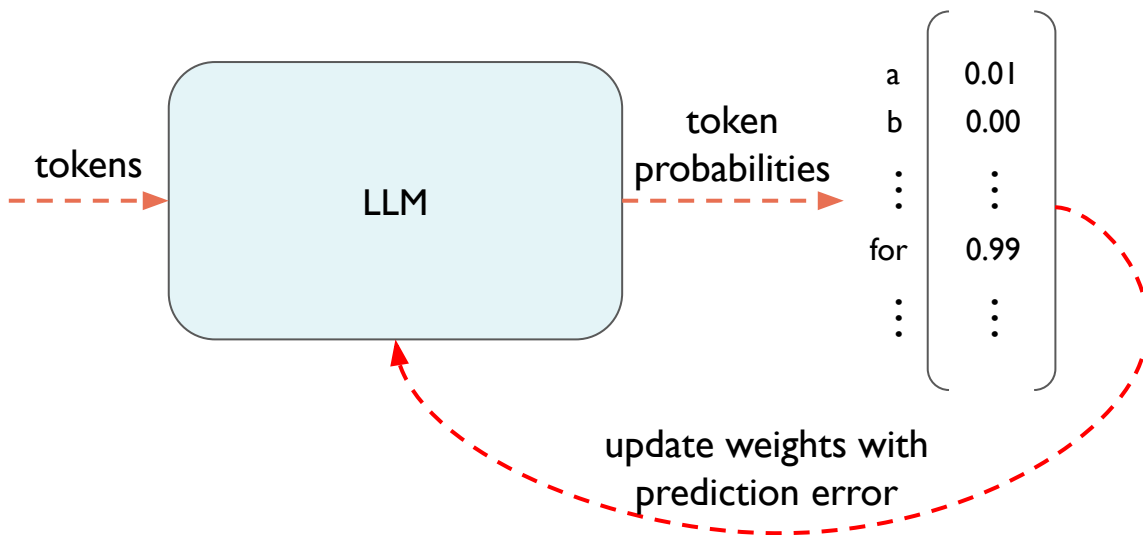 a 0.01
b 0.00
token
probabilities
tokens
⋮ ⋮
LLM
for 0.99
⋮ ⋮
update weights with
prediction error